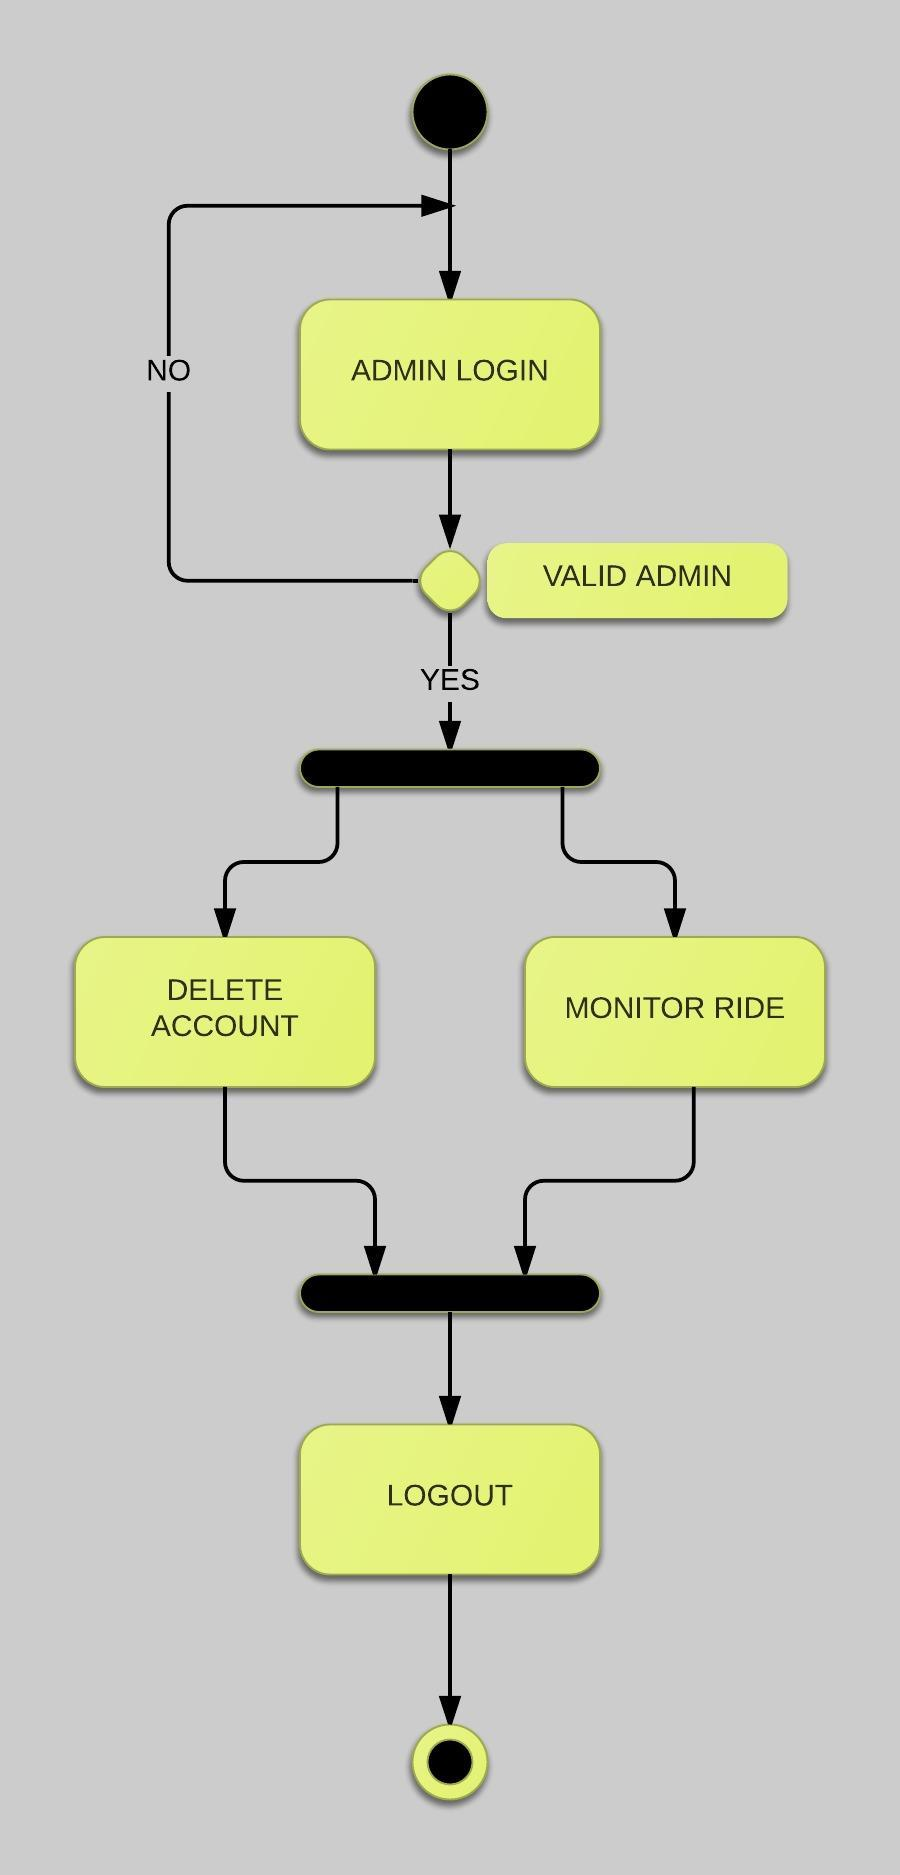 NO
ADMIN LOGIN
VALID ADMIN
YES
DELETE
ACCOUNT
MONITOR RIDE
LOGOUT